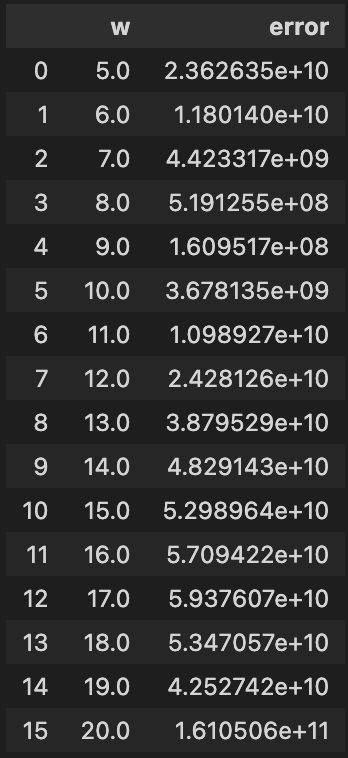 w error
0 5.0 2.362635e+10
1 6.0 1.180140e+10
2 7.0 4.423317e+09
3 8.0 5.191255e+08
4 9.0 1.609517e+08
5 10.0 3.678135e+09
6 11.0 1.098927e+10
7 12.0 2.428126e+10
8 13.0 3.879529e+10
9 14.0 4.829143e+10
10 15.0 5.298964e+10
11 16.0 5.709422e+10
12 17.0 5.937607e+10
13 18.0 5.347057e+10
14 19.0 4.252742e+10
15 20.0 1.610506e+11